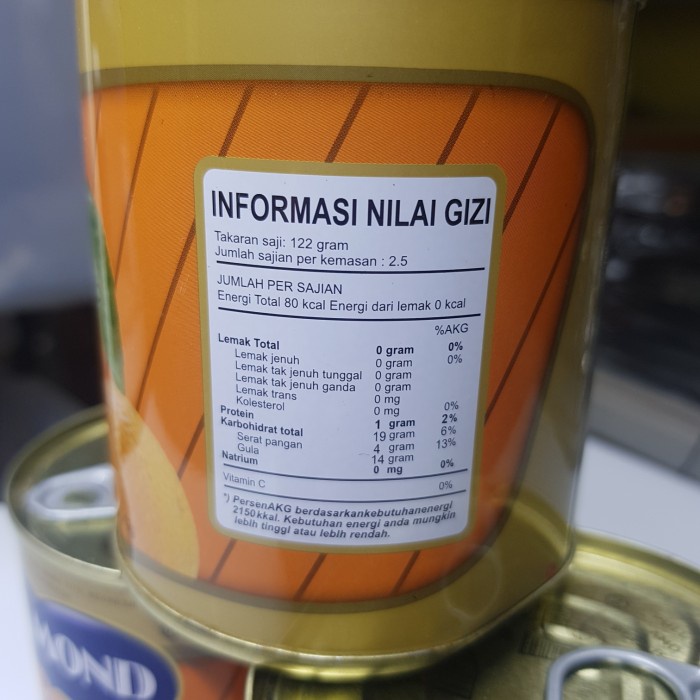 INFORMASI NILAI GIZI
Takaran saji: 122 gram
Jumlah sajian per kemasan : 2.5
JUMLAH PER SAJIAN
Energi Total 80 kcal Energi dari lemak 0 kcal
%AKG
Lemak Total 0 gram 0%
Lemak jenuh 0 gram 0%
Lemak tak jenuh tunggal 0 gram
Lemak tak jenuh ganda 0 gram
Lemak trans 0 mg
Kolesterol 0 mg 0%
Protein 1 gram 2%
Karbohidrat total 19 gram 6%
Serat pangan 4 gram 13%
Gula 14 gram
Natrium 0 mg 0%
Vitamin C 0%
*) PersenAKG berdasarkankebutuhanenergi
2150kkal. Kebutuhan energi anda mungkin
lebih tinggi atau lebih rendah.
MOND